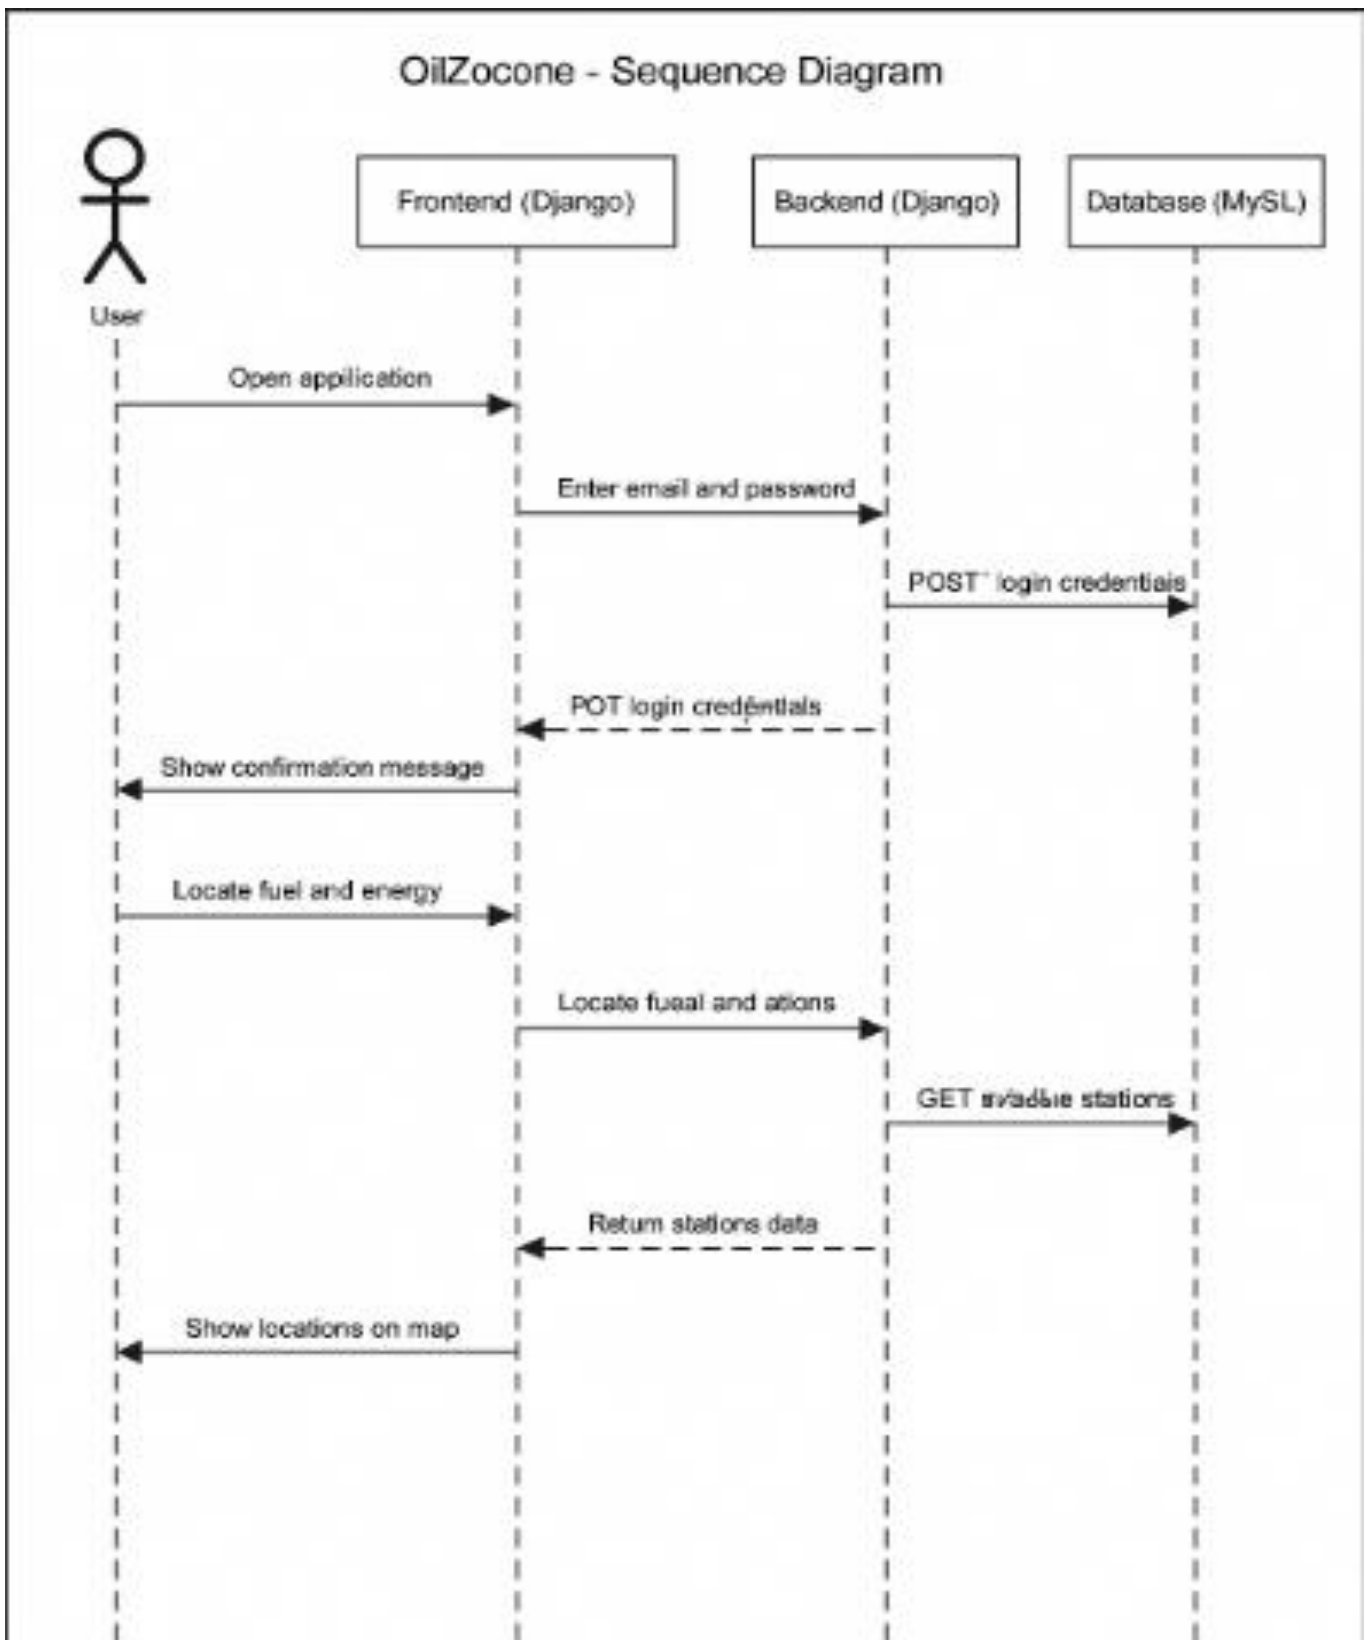 OilZocone - Sequence Diagram
Frontend (Django)
Backend (Django)
Database (MySL)
User
Open appilication
Enter email and password
POST login credentiais
POT login credentlals
Show confirmation message
Locate fuel and energy
Locate fueal and ations
GET stations
Return stations data
Show locations on map